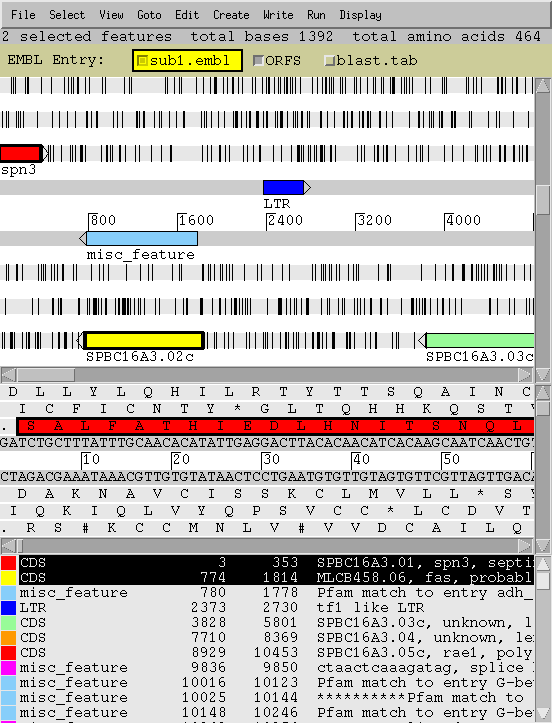 File Select View Goto Edit Create Write Run Display
2 selected features total bases 1392 total amino acids 464
EMBL Entry: sub1.embl ORFS blast.tab
spn3
LTR
800 1600 2400 3200 4000
misc_feature
SPBC16A3.02c SPBC16A3.03c
D L L Y L Q H I L R T Y T T S Q A I N C
I C F I C N T Y * G L T Q H H K Q S T
. S A L F A T H I E D L H N I T S N Q L
GATCTGCTTTATTTGCAACACATATTGAGGACTTACACAACATCACAAGCAATCAACTGT
10 20 30 40 50
CTAGACGAAATAAACGTTGTGTATAACTCCTGAATGTGTTGTAGTGTTCGTTAGTTGACA
D A K N A V C I S S K C L M V L L * S
I Q K I Q L V Y Q P S V C C * L C D V T
. R S # K C C M N L V # V V D C A I L Q
CDS 3 353 SPBC16A3.01, spn3, septi
CDS 774 1814 MLCB458.06, fas, probabl
misc_feature 780 1778 Pfam match to entry adh_
LTR 2373 2730 tf1 like LTR
CDS 3828 5801 SPBC16A3.03c, unknown, l
CDS 7710 8369 SPBC16A3.04, unknown, le
CDS 8929 10453 SPBC16A3.05c, rae1, poly
misc_feature 9836 9850 ctaactcaaagatag, splice
misc_feature 10016 10123 Pfam match to entry G-be
misc_feature 10025 10144 **********Pfam match to
misc_feature 10148 10246 Pfam match to entry G-be